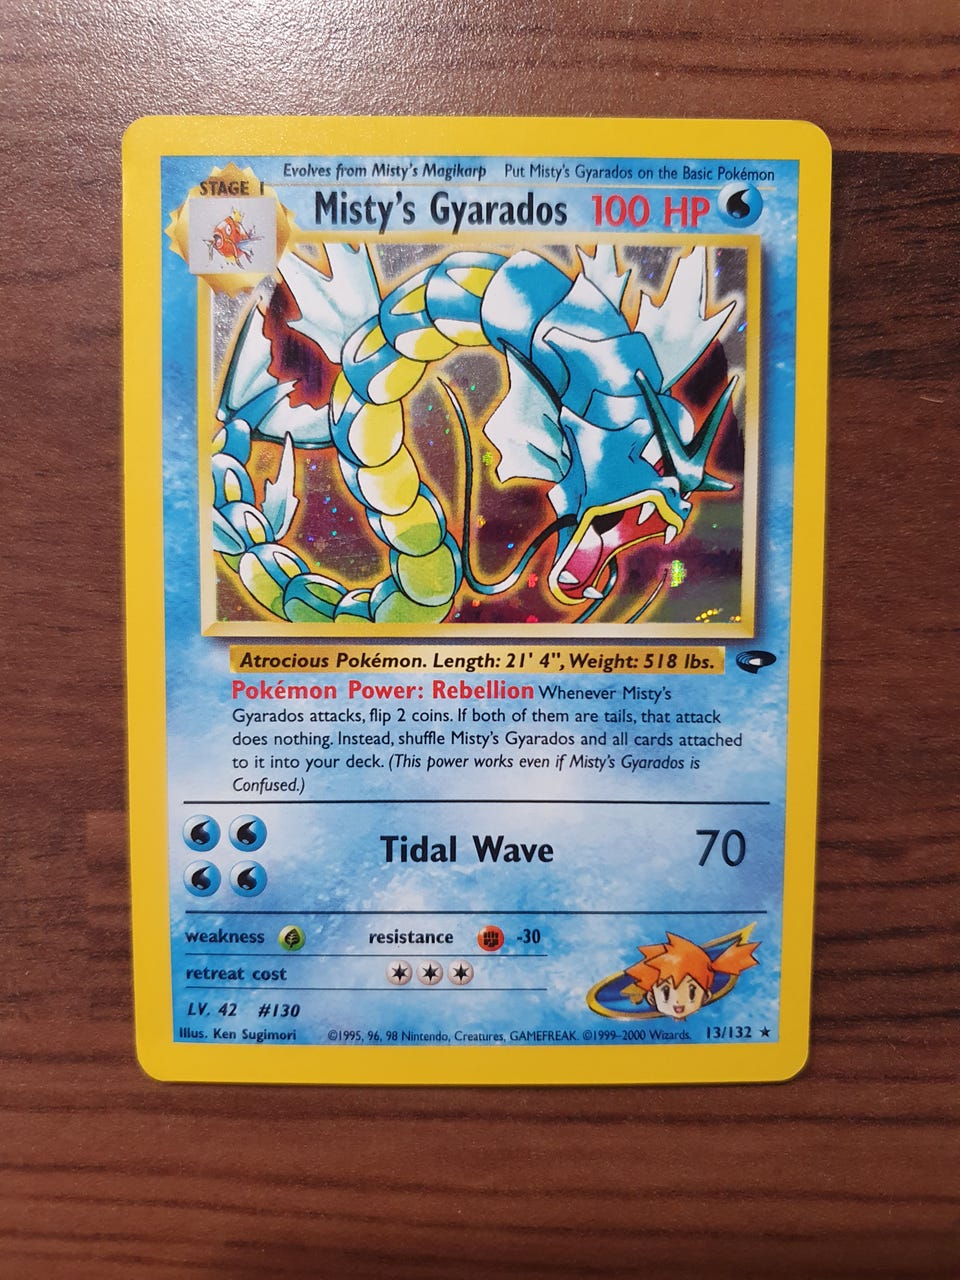 Evolves from Misty's Magikarp Put Misty's Gyarados on the Basic Pokémon
STAGE 1
Misty's Gyarados 100 HP
Atrocious Pokémon. Length: 21' 4", Weight: 518 lbs.
Pokémon Power: Rebellion Whenever Misty's
Gyarados attacks, flip 2 coins. If both of them are tails, that attack
does nothing. Instead, shuffle Misty's Gyarados and all cards attached
to it into your deck. (This power works even if Misty's Gyarados is
Confused.)
Tidal Wave 70
weakness resistance -30
retreat cost
LV. 42 #130
Illus. Ken Sugimori ©1995, 96, 98 Nintendo, Creatures, GAMEFREAK. ©1999–2000 Wizards. 13/132 ★